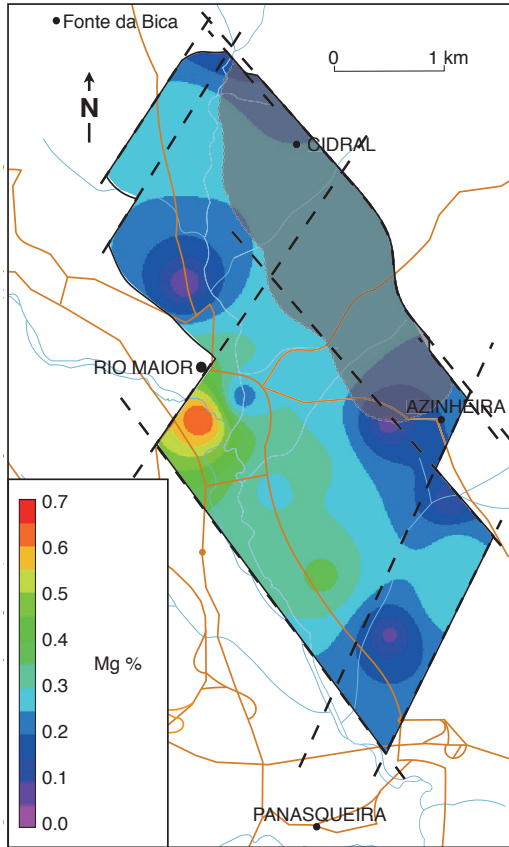 Fonte da Bica
0 1 km
N
CIDRAL
RIO MAIOR
AZINHEIRA
0.7
0.6
0.5
0.4
Mg %
0.3
0.2
0.1
0.0
PANASQUEIRA